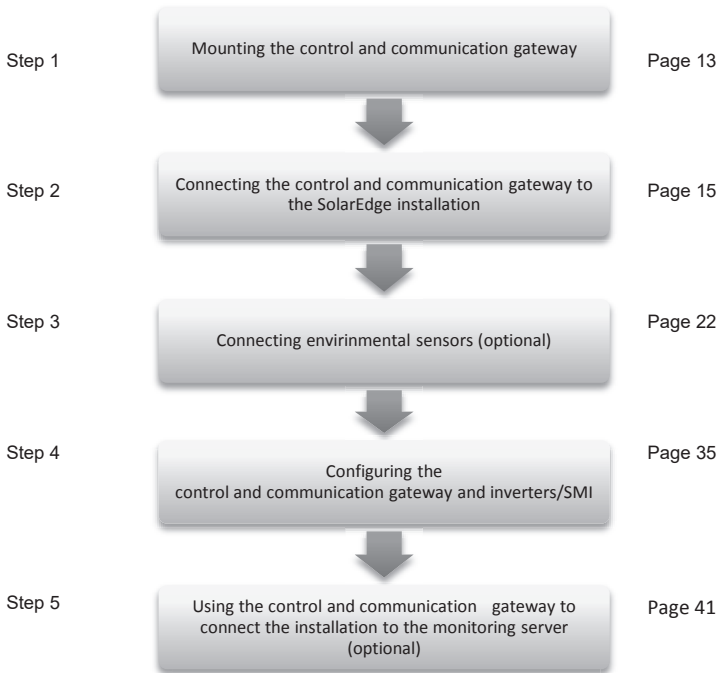 Step 1
Mounting the control and communication gateway
Page 13
Step 2
Connecting the control and communication gateway to
the SolarEdge installation
Page 15
Step 3
Connecting envirinmental sensors (optional)
Page 22
Step 4
Configuring the
control and communication gateway and inverters/SMI
Page 35
Step 5
Using the control and communication gateway to
connect the installation to the monitoring server
(optional)
Page 41